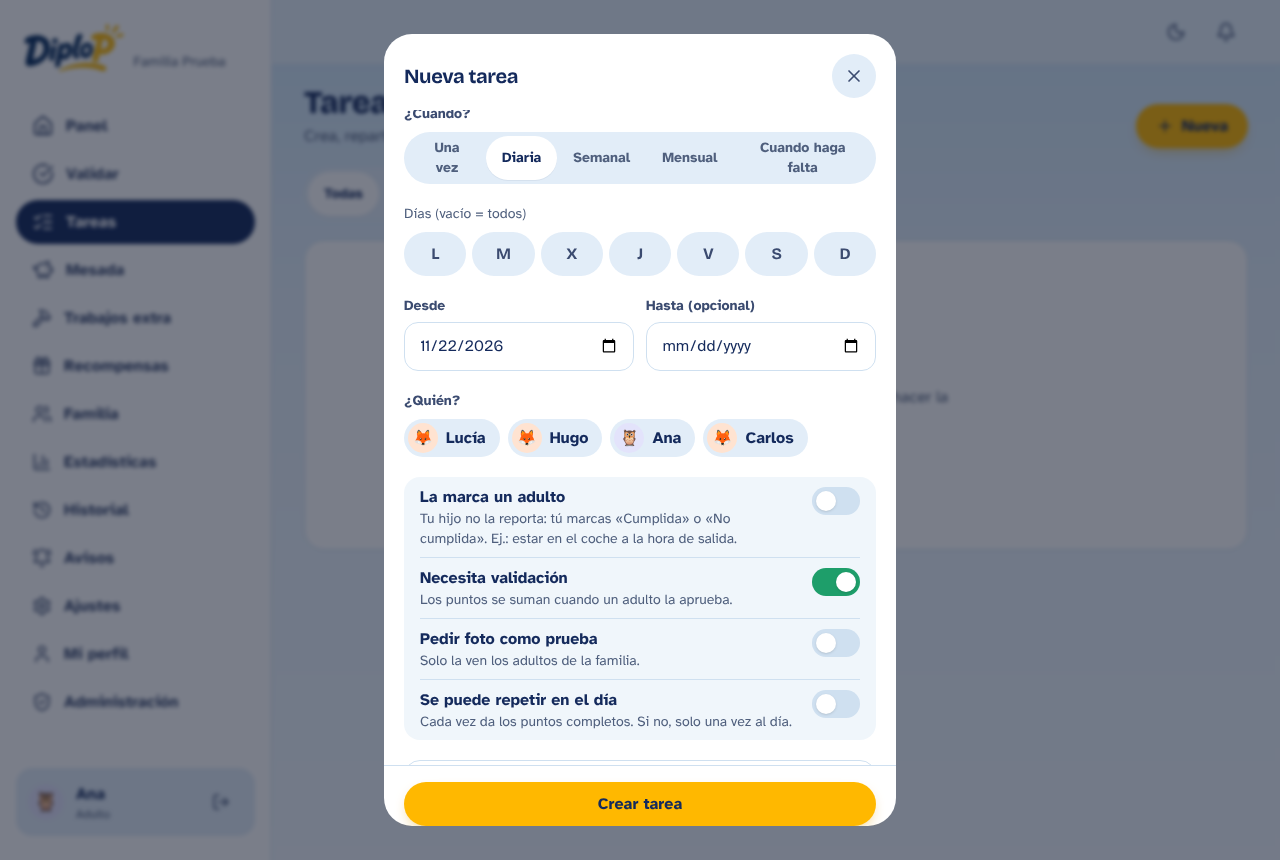 DiploP
Familia Prueba
Panel
Validar
Tareas
Mesada
Trabajos extra
Recompensas
Familia
Estadísticas
Historial
Avisos
Ajustes
Mi perfil
Administración
Ana
Adulto
Tarea
Crea, repar
Todas
Nueva
hacer la
Nueva tarea
¿Cuándo?
Una vez
Diaria
Semanal
Mensual
Cuando haga falta
Días (vacío = todos)
L M X J V S D
Desde
Hasta (opcional)
11/22/2026
mm/dd/yyyy
¿Quién?
Lucía
Hugo
Ana
Carlos
La marca un adulto
Tu hijo no la reporta: tú marcas «Cumplida» o «No
cumplida». Ej.: estar en el coche a la hora de salida.
Necesita validación
Los puntos se suman cuando un adulto la aprueba.
Pedir foto como prueba
Solo la ven los adultos de la familia.
Se puede repetir en el día
Cada vez da los puntos completos. Si no, solo una vez al día.
Crear tarea